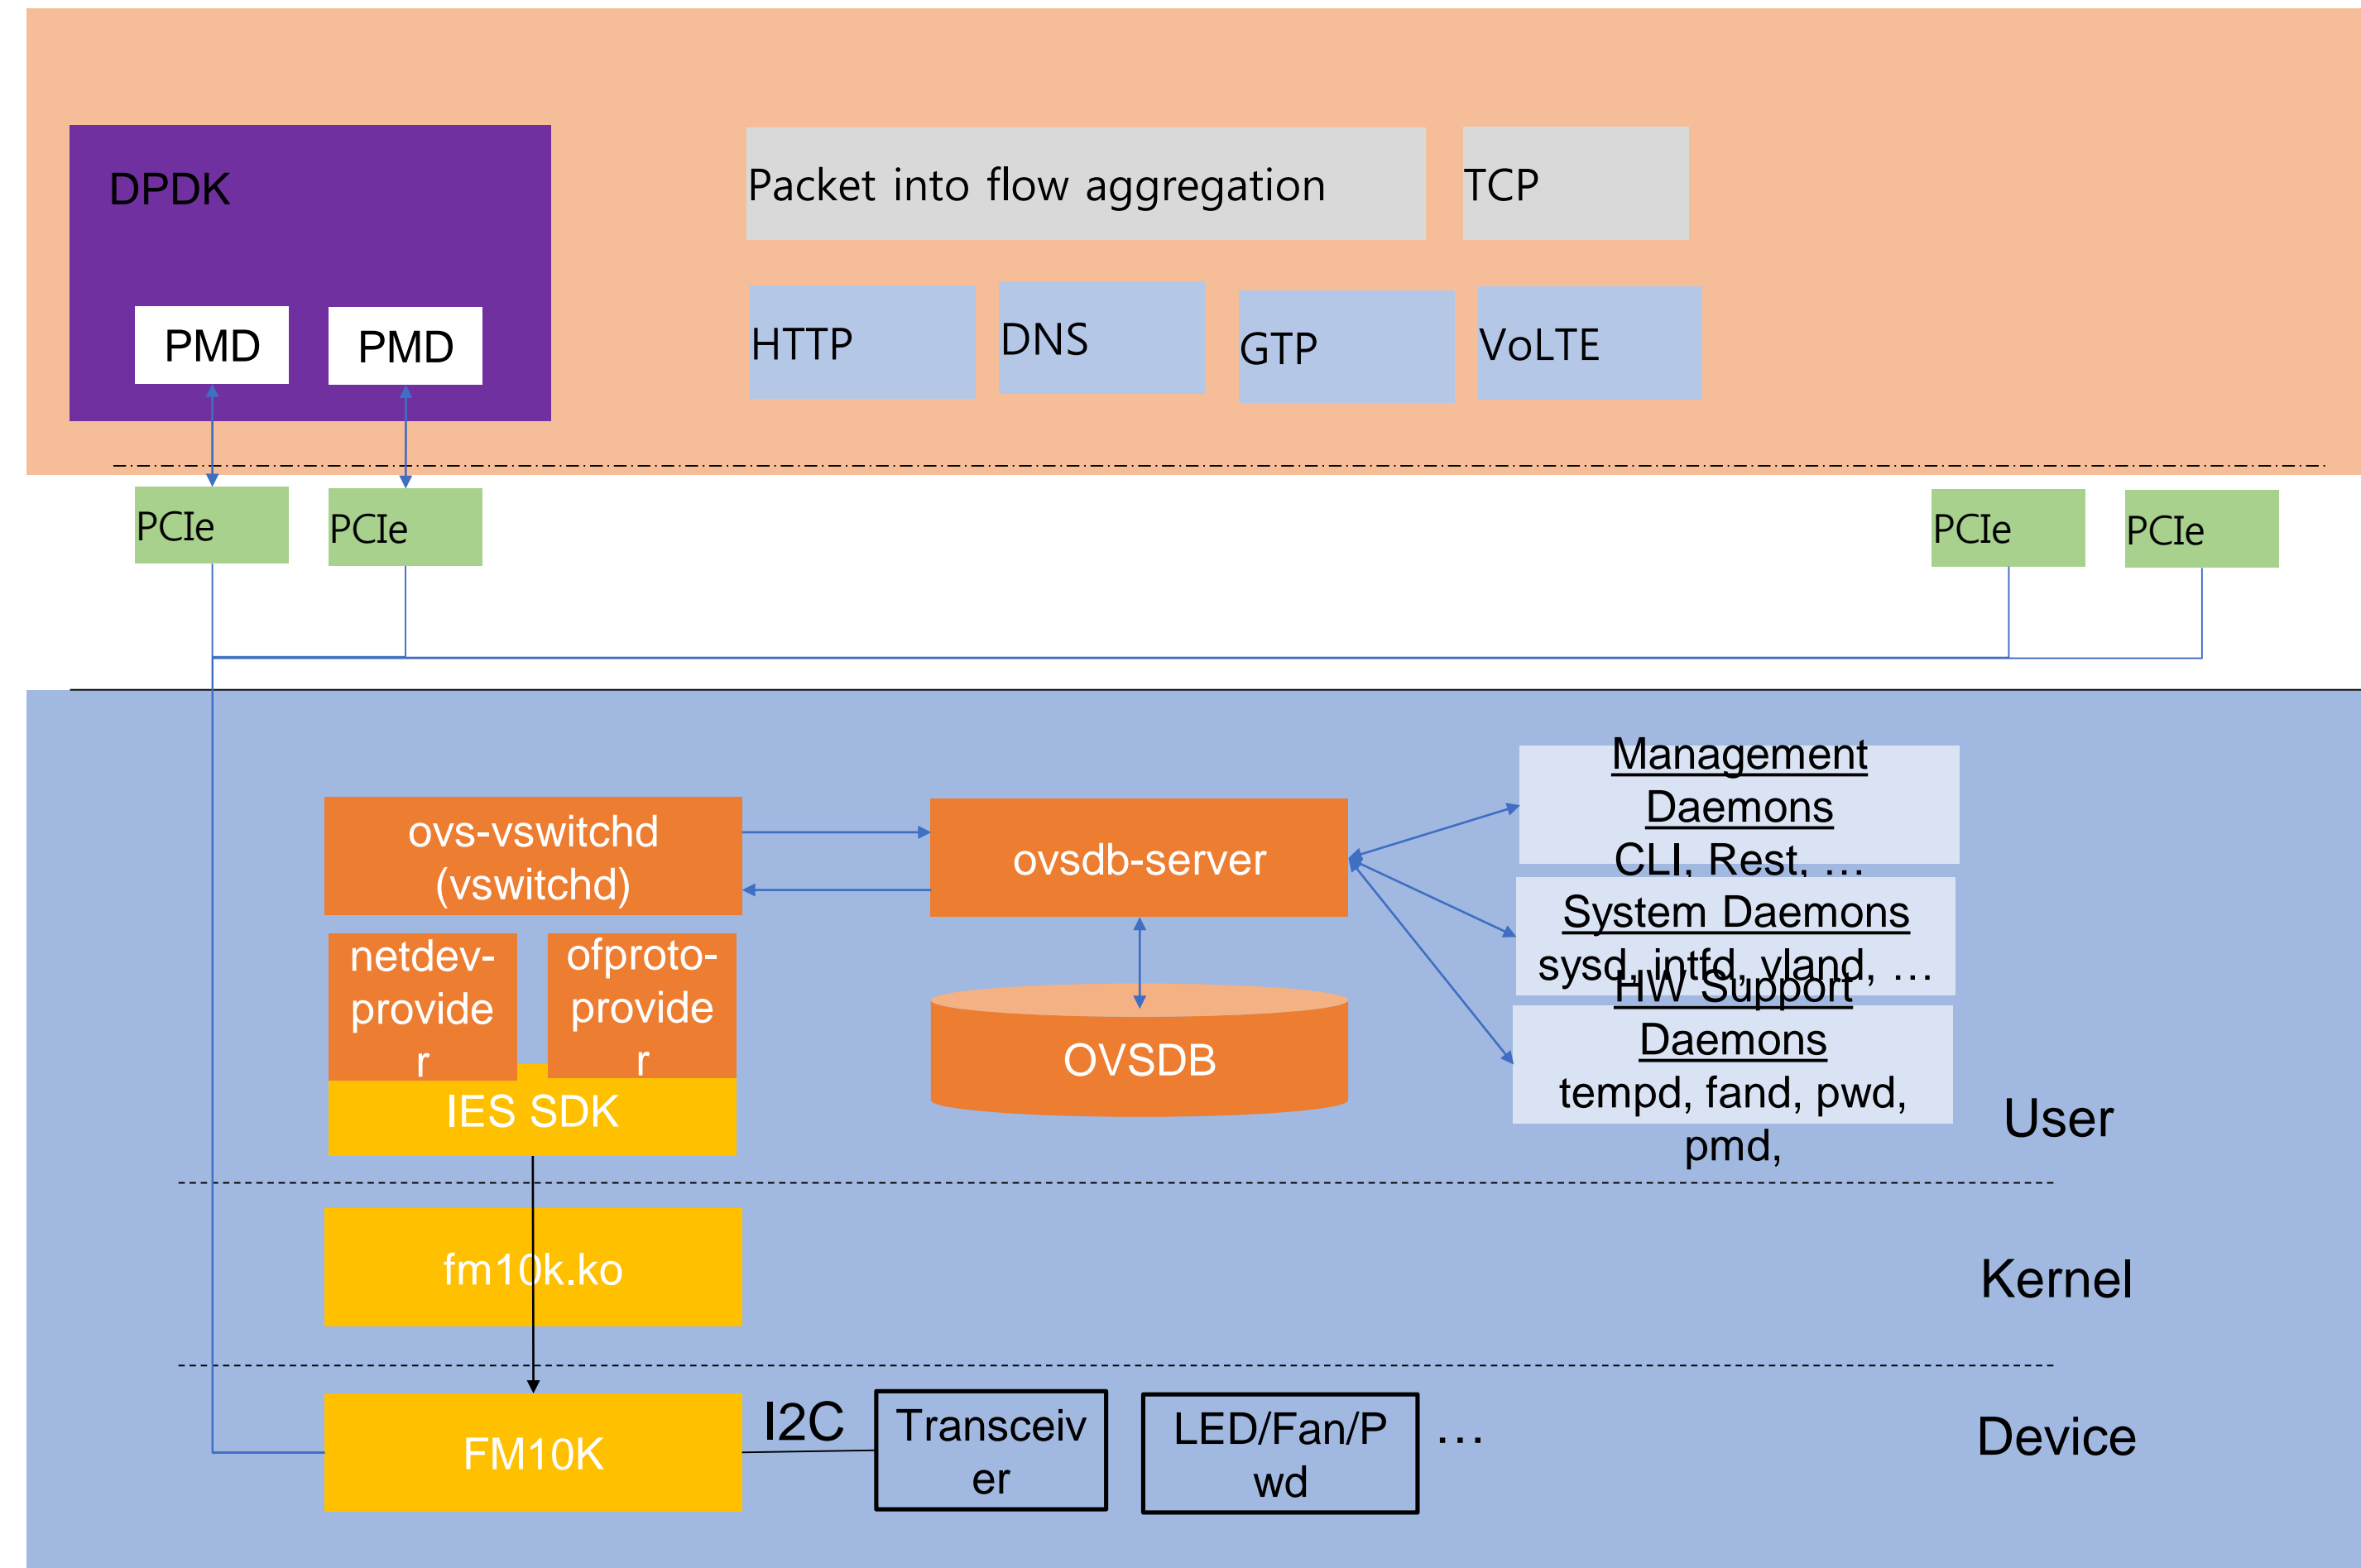 DPDK
Packet into flow aggregation
TCP
PMD
PMD
HTTP
DNS
GTP
VoLTE
PCIe
PCIe
PCIe
PCIe
Management
Daemons
CLI, Rest, …
ovs-vswitchd
(vswitchd)
ovsdb-server
System Daemons
sysd, intfd, vland, …
netdev-
provide
r
ofproto-
provide
r
HW Support
Daemons
tempd, fand, pwd,
pmd,
OVSDB
IES SDK
User
fm10k.ko
Kernel
FM10K
I2C
Transceiv
er
LED/Fan/P
wd
…
Device